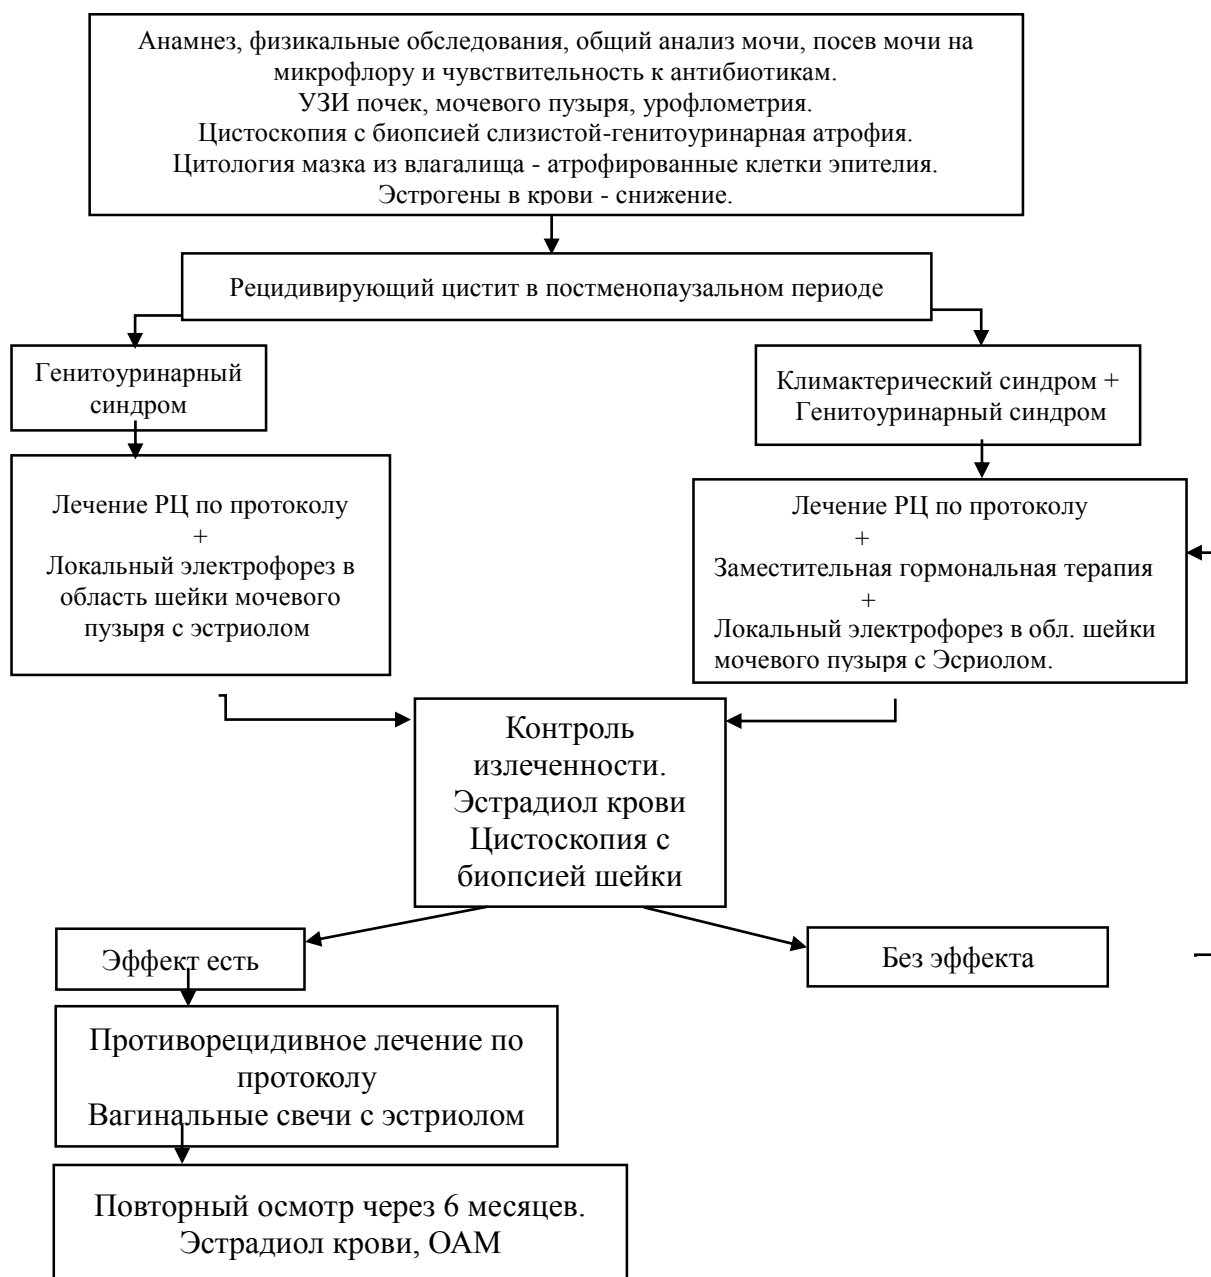 Анамнез, физикальные обследования, общий анализ мочи, посев мочи на
микрофлору и чувствительность к антибиотикам.
УЗИ почек, мочевого пузыря, урофлометрия.
Цистоскопия с биопсией слизистой-генитоуринарная атрофия.
Цитология мазка из влагалища - атрофированные клетки эпителия.
Эстрогены в крови - снижение.
Рецидивирующий цистит в постменопаузальном периоде
Генитоуринарный
синдром
Климактерический синдром +
Генитоуринарный синдром
Лечение РЦ по протоколу
+
Локальный электрофорез в
область шейки мочевого
пузыря с эстриолом
Лечение РЦ по протоколу
+
Заместительная гормональная терапия
+
Локальный электрофорез в обл. шейки
мочевого пузыря с Эсриолом.
Контроль
излеченности.
Эстрадиол крови
Цистоскопия с
биопсией шейки
Эффект есть
Без эффекта
Противорецидивное лечение по
протоколу
Вагинальные свечи с эстриолом
Повторный осмотр через 6 месяцев.
Эстрадиол крови, ОАМ